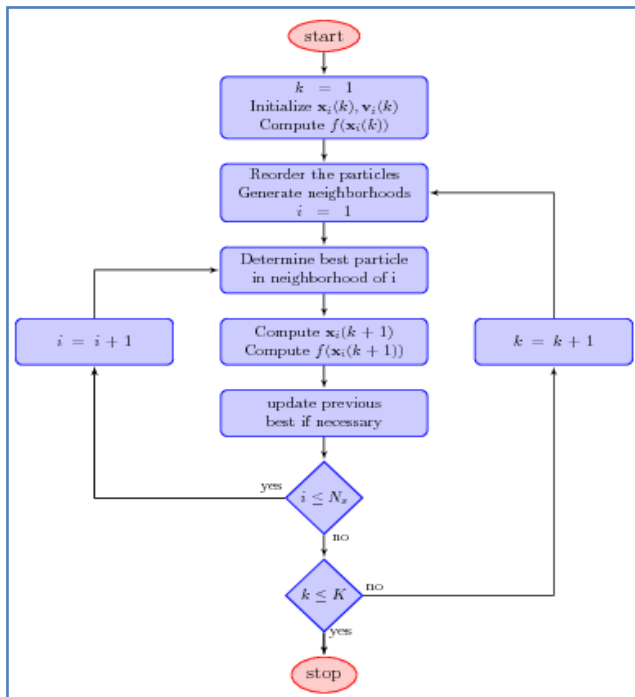 start
k = 1
Initialize x_i(k), v_i(k)
Compute f(x_i(k))
Reorder the particles
Generate neighborhoods
i = 1
Determine best particle
in neighborhood of i
i = i + 1
Compute x_i(k + 1)
Compute f(x_i(k + 1))
k = k + 1
update previous
best if necessary
yes
i ≤ N_x
no
k ≤ K
no
yes
stop